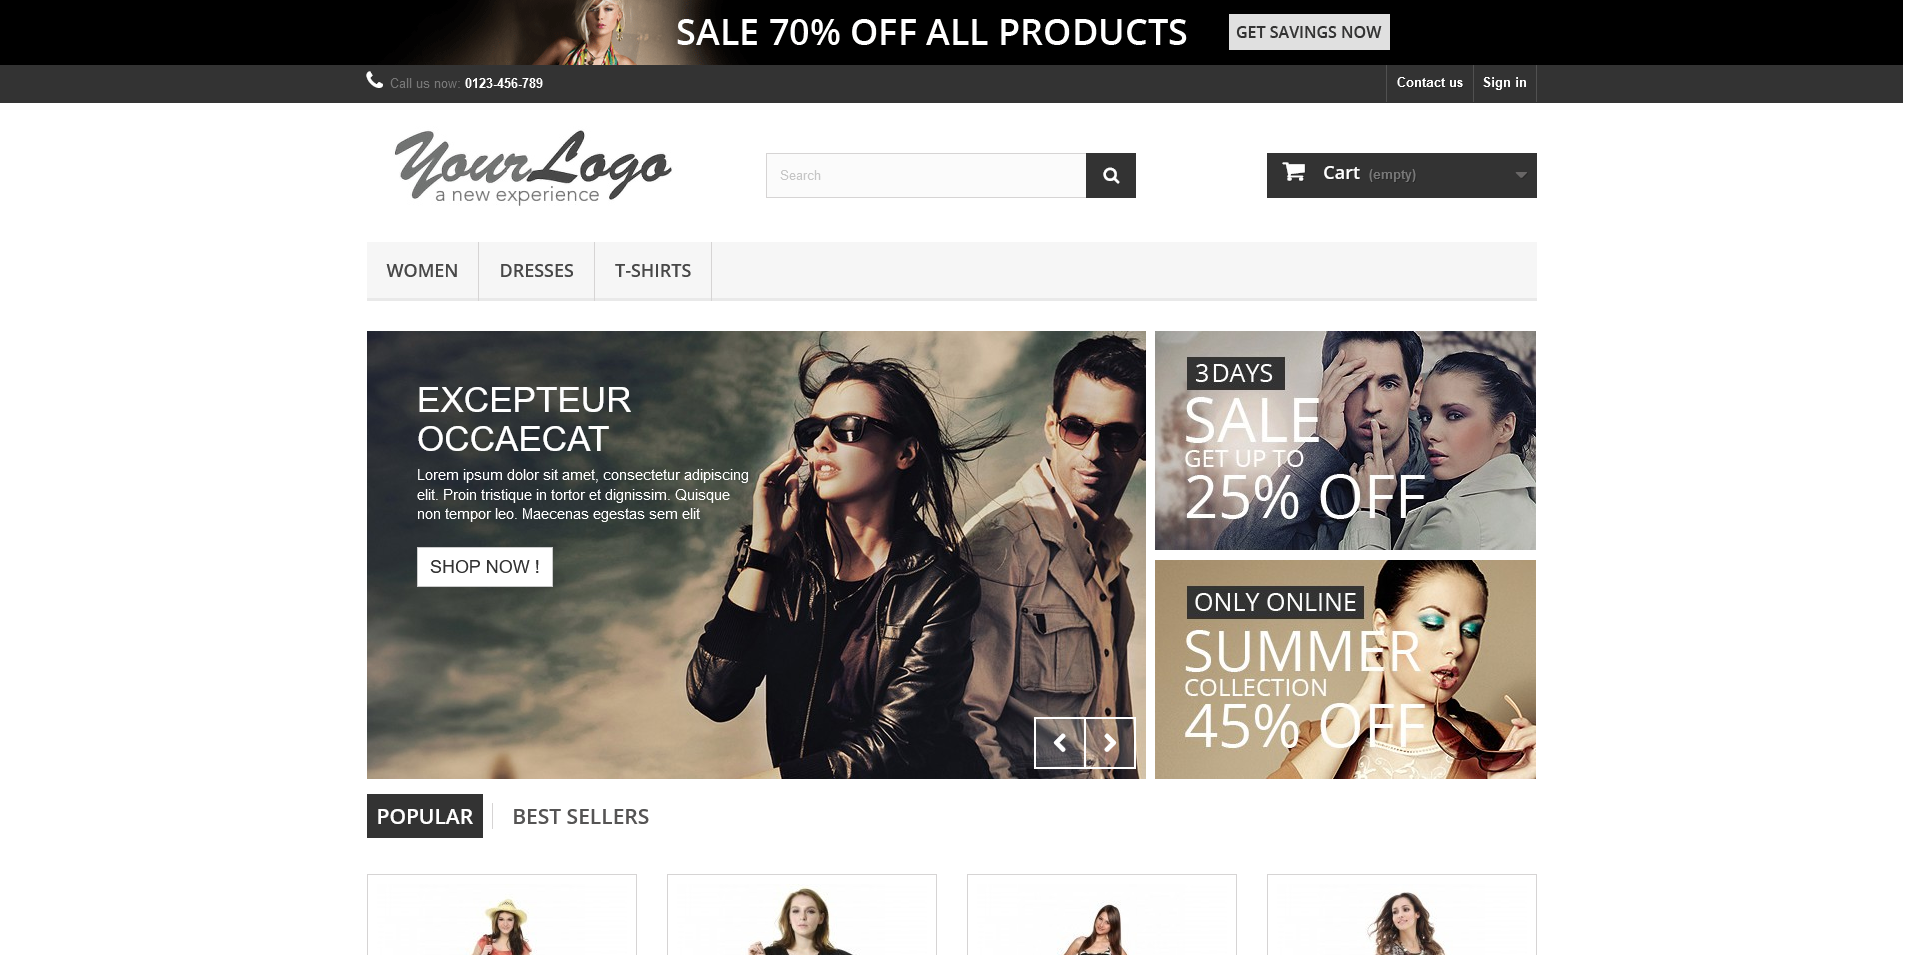 SALE 70% OFF ALL PRODUCTS
GET SAVINGS NOW
Call us now: 0123-456-789
Contact us
Sign in
YourLogo
a new experience
Search
Cart (empty)
WOMEN
DRESSES
T-SHIRTS
EXCEPTEUR
OCCAECAT
Lorem ipsum dolor sit amet, consectetur adipiscing
elit. Proin tristique in tortor et dignissim. Quisque
non tempor leo. Maecenas egestas sem elit
SHOP NOW !
3DAYS
SALE
GET UP TO
25% OFF
ONLY ONLINE
SUMMER
COLLECTION
45% OFF
POPULAR
BEST SELLERS